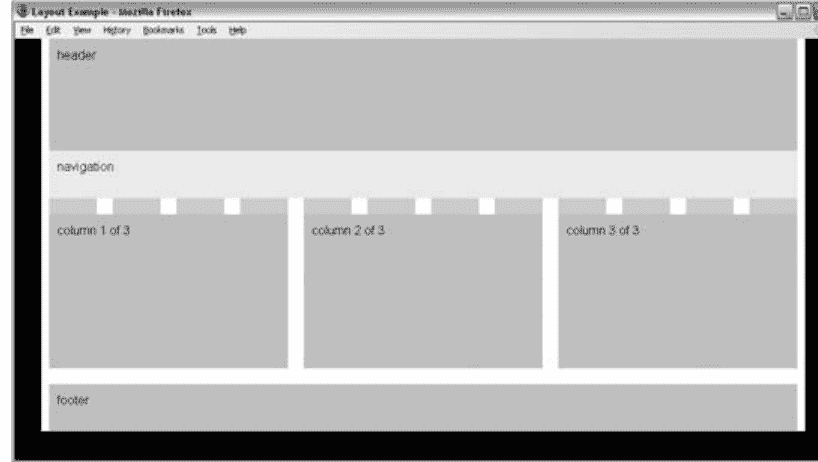 Layout Example - Mozilla Firefox
File Edit View History Bookmarks Tools Help
header
navigation
column 1 of 3 column 2 of 3 column 3 of 3
footer